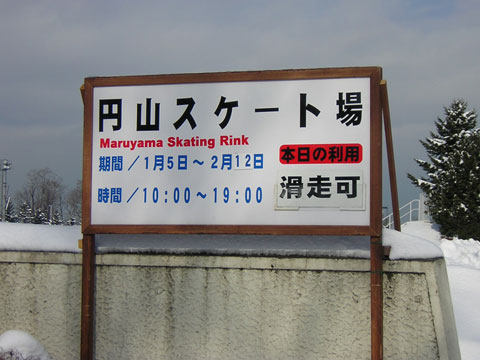 円山スケート場
Maruyama Skating Rink
期間／1月5日～2月12日
本日の利用
時間／10:00～19:00
滑走可